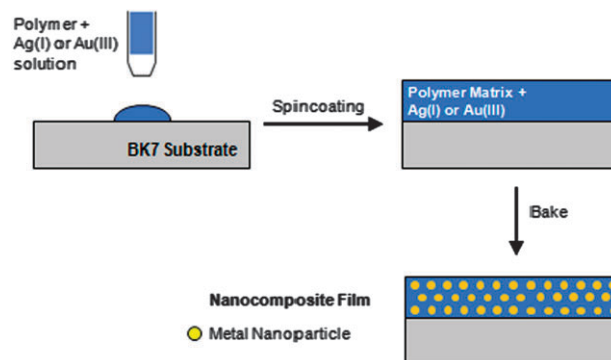 Polymer +
Ag(I) or Au(III)
solution
BK7 Substrate
Spincoating
Polymer Matrix +
Ag(I) or Au(III)
Bake
Nanocomposite Film
Metal Nanoparticle